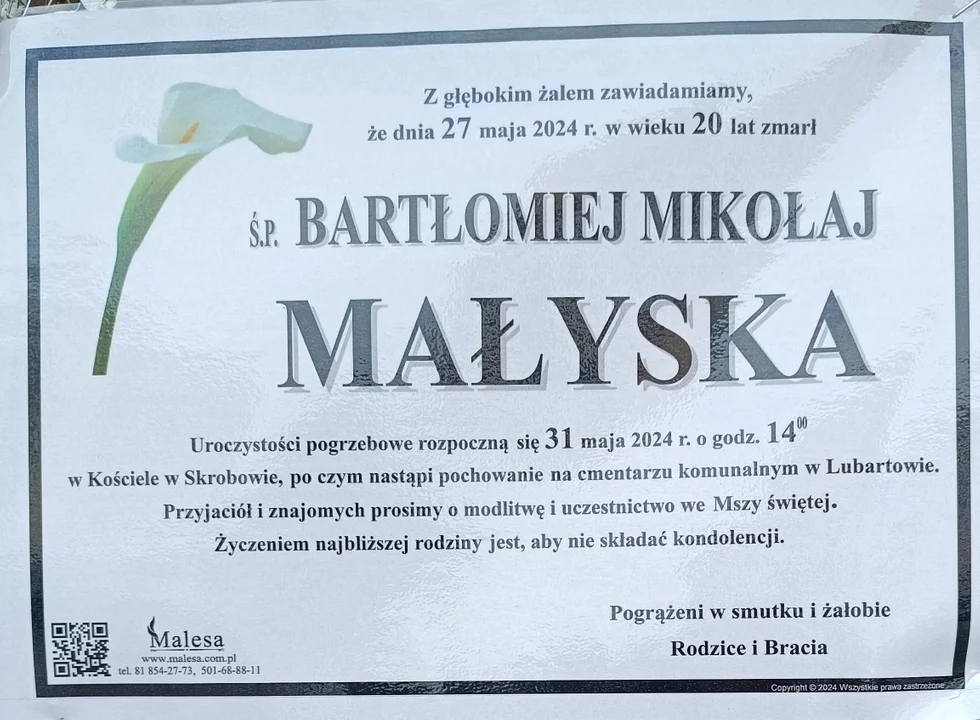 Z głębokim żalem zawiadamiamy,
że dnia 27 maja 2024 r. w wieku 20 lat zmarł
Ś.P. BARTŁOMIEJ MIKOŁAJ
MAŁYSKA
Uroczystości pogrzebowe rozpoczną się 31 maja 2024 r. o godz. 14⁰⁰
w Kościele w Skrobowie, po czym nastąpi pochowanie na cmentarzu komunalnym w Lubartowie.
Przyjaciół i znajomych prosimy o modlitwę i uczestnictwo we Mszy świętej.
Życzeniem najbliższej rodziny jest, aby nie składać kondolencji.
Pogrążeni w smutku i żałobie
Rodzice i Bracia
Malesa
www.malesa.com.pl
tel. 81 854-27-73, 501-68-88-11
Copyright © 2024 Wszystkie prawa zastrzeżone